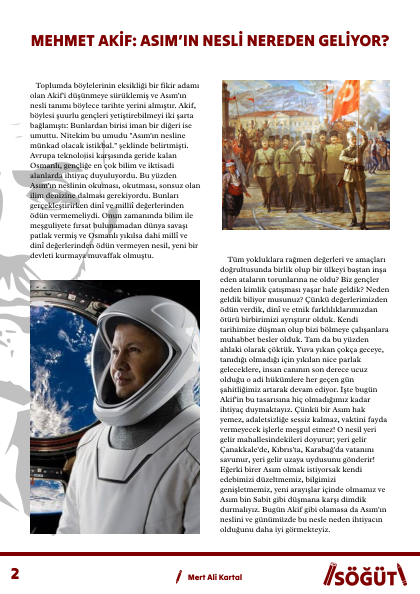 MEHMET AKİF: ASIM'IN NESLİ NEREDEN GELİYOR?
Toplumda böylelerinin eksikliği bir fikir adamı
olan Akif'i düşünmeye sürüklemiş ve Asım'ın
nesli tanımı böylece tarihte yerini almıştır. Akif,
böylesi şuurlu gençleri yetiştirebilmeyi iki şarta
bağlamıştı: Bunlardan birisi iman bir diğeri ise
umuttu. Nitekim bu umudu "Asım'ın nesline
münkad olacak istikbal." şeklinde belirtmişti.
Avrupa teknolojisi karşısında geride kalan
Osmanlı, gençliğe en çok bilim ve iktisadi
alanlarda ihtiyaç duyuluyordu. Bu yüzden
Asım'ın neslinin okuması, okutması, sonsuz olan
ilim denizine dalması gerekiyordu. Bunları
gerçekleştirirken dinî ve millî değerlerinden
ödün vermemeliydi. Onun zamanında bilim ile
meşguliyete fırsat bulunamadan dünya savaşı
patlak vermiş ve Osmanlı yıkılsa dahi millî ve
dinî değerlerinden ödün vermeyen nesil, yeni bir
devleti kurmaya muvaffak olmuştu.
Tüm yokluklara rağmen değerleri ve amaçları
doğrultusunda birlik olup bir ülkeyi baştan inşa
eden ataların torunlarına ne oldu? Biz gençler
neden kimlik çatışması yaşar hale geldik? Neden
geldik biliyor musunuz? Çünkü değerlerimizden
ödün verdik, dinî ve etnik farklılıklarımızdan
ötürü birbirimizi ayrıştırır olduk. Kendi
tarihimize düşman olup bizi bölmeye çalışanlara
muhabbet besler olduk. Tam da bu yüzden
ahlaki olarak çöktük. Yuva yıkan çokça geceye,
tanıdığı olmadığı için yıkılan nice parlak
geleceklere, insan canının son derece ucuz
olduğu o adi hükümlere her geçen gün
şahitliğimiz artarak devam ediyor. İşte bugün
Akif'in bu tasarısına hiç olmadığımız kadar
ihtiyaç duymaktayız. Çünkü bir Asım hak
yemez, adaletsizliğe sessiz kalmaz, vaktini fayda
vermeyecek işlerle meşgul etmez! O nesil yeri
gelir mahallesindekileri doyurur; yeri gelir
Çanakkale'de, Kıbrıs'ta, Karabağ'da vatanını
savunur, yeri gelir uzaya uydusunu gönderir!
Eğerki birer Asım olmak istiyorsak kendi
edebimizi düzeltmemiz, bilgimizi
genişletmemiz, yeni arayışlar içinde olmamız ve
Asım bin Sabit gibi düşmana karşı dimdik
durmalıyız. Bugün Akif gibi olamasa da Asım'ın
neslini ve günümüzde bu nesle neden ihtiyacın
olduğunu daha iyi görmekteyiz.
2
Mert Ali Kartal
SÖĞÜT